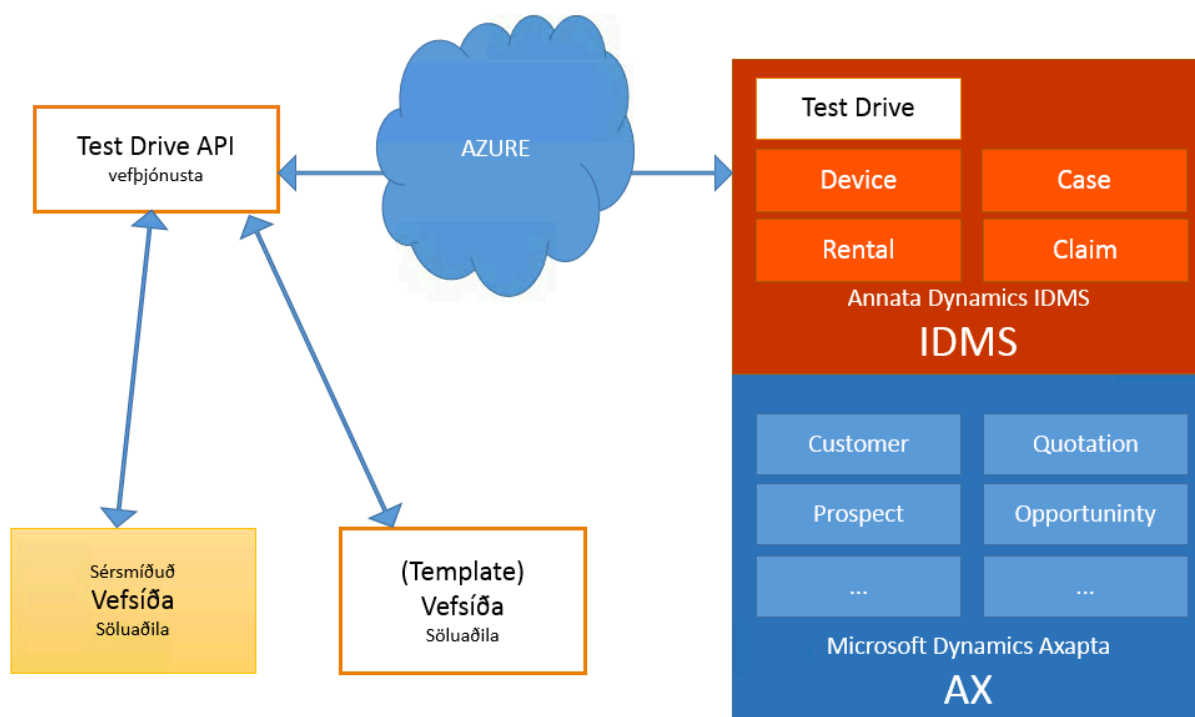 Test Drive API
vefþjónusta
AZURE
Test Drive
Device
Case
Rental
Claim
Annata Dynamics IDMS
IDMS
Customer
Quotation
Prospect
Opportuninty
...
...
Microsoft Dynamics Axapta
AX
Sérsmíðuð
Vefsíða
Söluaðila
(Template)
Vefsíða
Söluaðila